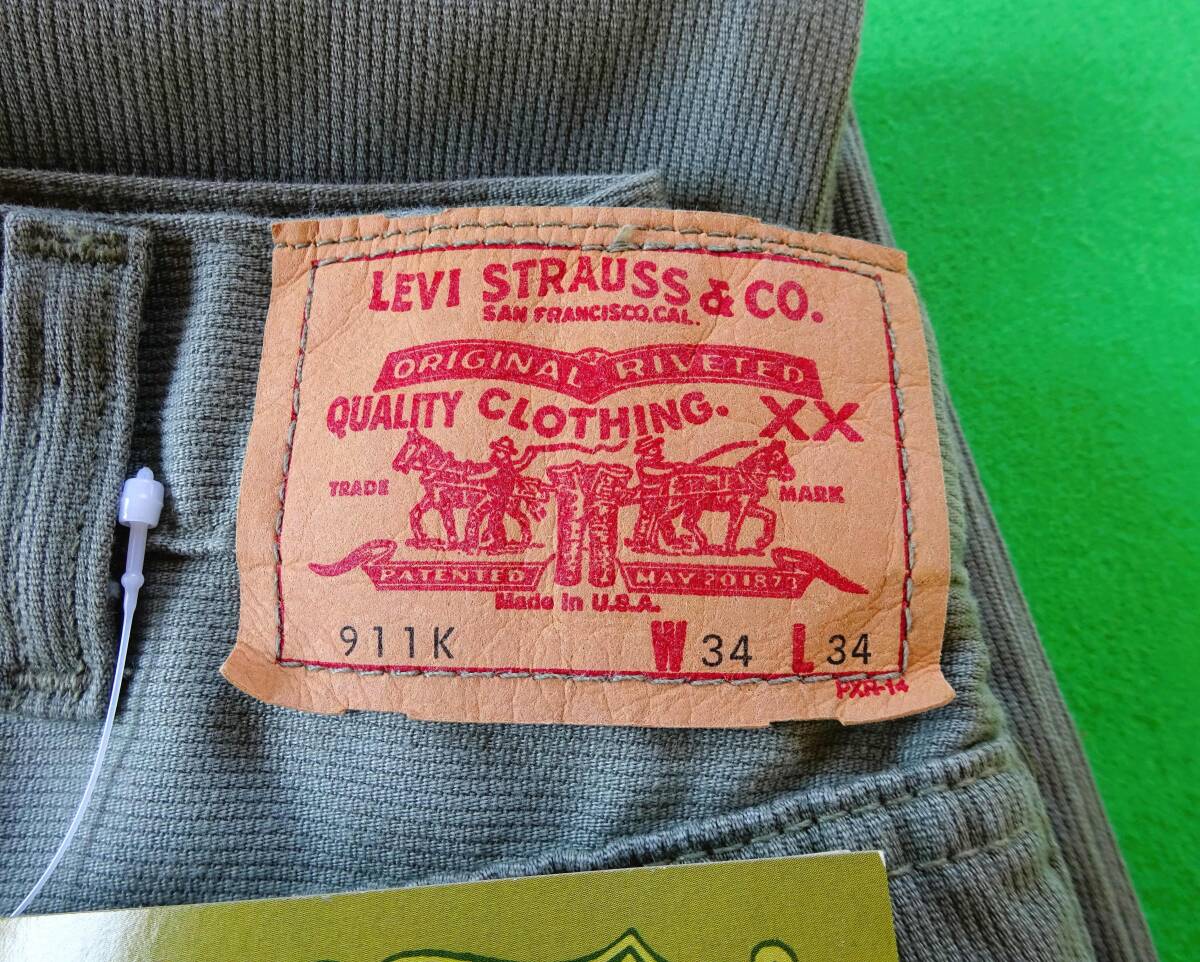 LEVI STRAUSS & CO.
SAN FRANCISCO.CAL.
ORIGINAL RIVETED
QUALITY CLOTHING. XX
TRADE MARK
PATENTED MAY 20 1873
Made in U.S.A.
911K W 34 L 34
PXR-14